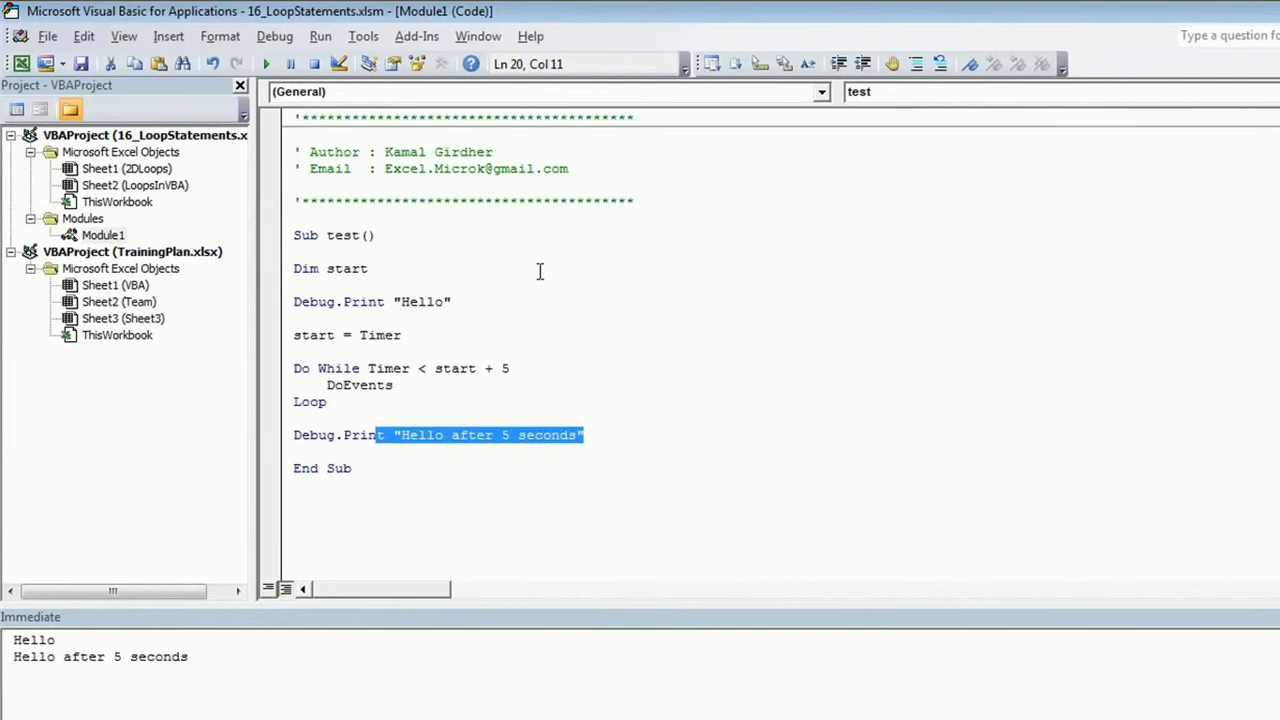 Microsoft Visual Basic for Applications - 16_LoopStatements.xlsm - [Module1 (Code)]
File Edit View Insert Format Debug Run Tools Add-Ins Window Help
Type a question fo
Ln 20, Col 11
Project - VBAProject
(General)
test
VBAProject (16_LoopStatements.x
Microsoft Excel Objects
Sheet1 (2DLoops)
Sheet2 (LoopsInVBA)
ThisWorkbook
Modules
Module1
VBAProject (TrainingPlan.xlsx)
Microsoft Excel Objects
Sheet1 (VBA)
Sheet2 (Team)
Sheet3 (Sheet3)
ThisWorkbook
'****************************************
' Author : Kamal Girdher
' Email  : Excel.Microk@gmail.com
'****************************************
Sub test()
Dim start
Debug.Print "Hello"
start = Timer
Do While Timer < start + 5
DoEvents
Loop
Debug.Print "Hello after 5 seconds"
End Sub
Immediate
Hello
Hello after 5 seconds